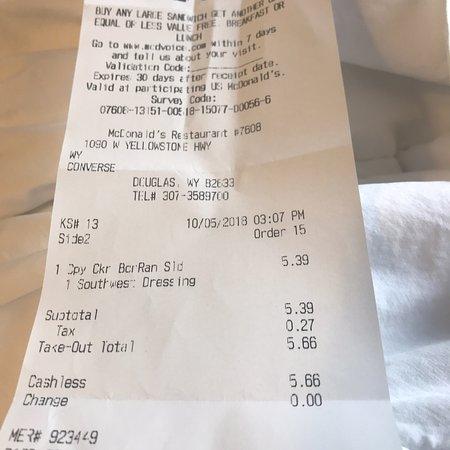 BUY ANY LARGE SANDWICH GET ANOTHER ONE
EQUAL OF LESS VALUE FREE. BREAKFAST OR
LUNCH
Go to www.mcdvoice.com within 7 days
and tell us about your visit.
Validation Code:
Expires 30 days after receipt date.
Valid at participating US McDonald's.
Survey Code:
07608-13151-00518-15077-00056-6
McDonald's Restaurant #7608
1090 W YELLOWSTONE HWY
WY
CONVERSE
DOUGLAS, WY 82633
TEL# 307-3589700
KS# 13 10/05/2018 03:07 PM
Side2 Order 15
1 Cpy Ckr BcnRan Sld 5.39
1 Southwest Dressing
Subtotal 5.39
Tax 0.27
Take-Out Total 5.66
Cashless 5.66
Change 0.00
MER# 923449